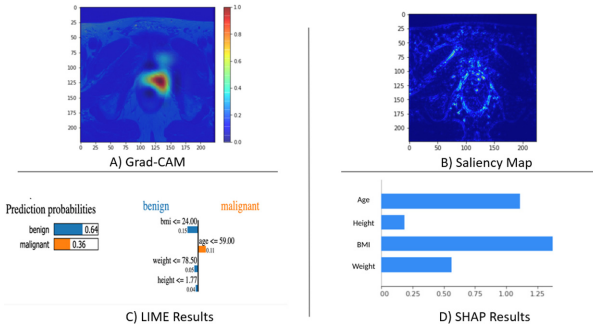 0
25
50
75
100
125
150
175
200
0 25 50 75 100 125 150 175 200
1.0
0.8
0.6
0.4
0.2
0.0
A) Grad-CAM
0
25
50
75
100
125
150
175
200
0 25 50 75 100 125 150 175 200
B) Saliency Map
Prediction probabilities
benign 0.64
malignant 0.36
benign malignant
bmi <= 24.00
0.15
age <= 59.00
0.11
weight <= 78.50
0.05
height <= 1.77
0.04
C) LIME Results
Age
Height
BMI
Weight
0.00 0.25 0.50 0.75 1.00 1.25
D) SHAP Results